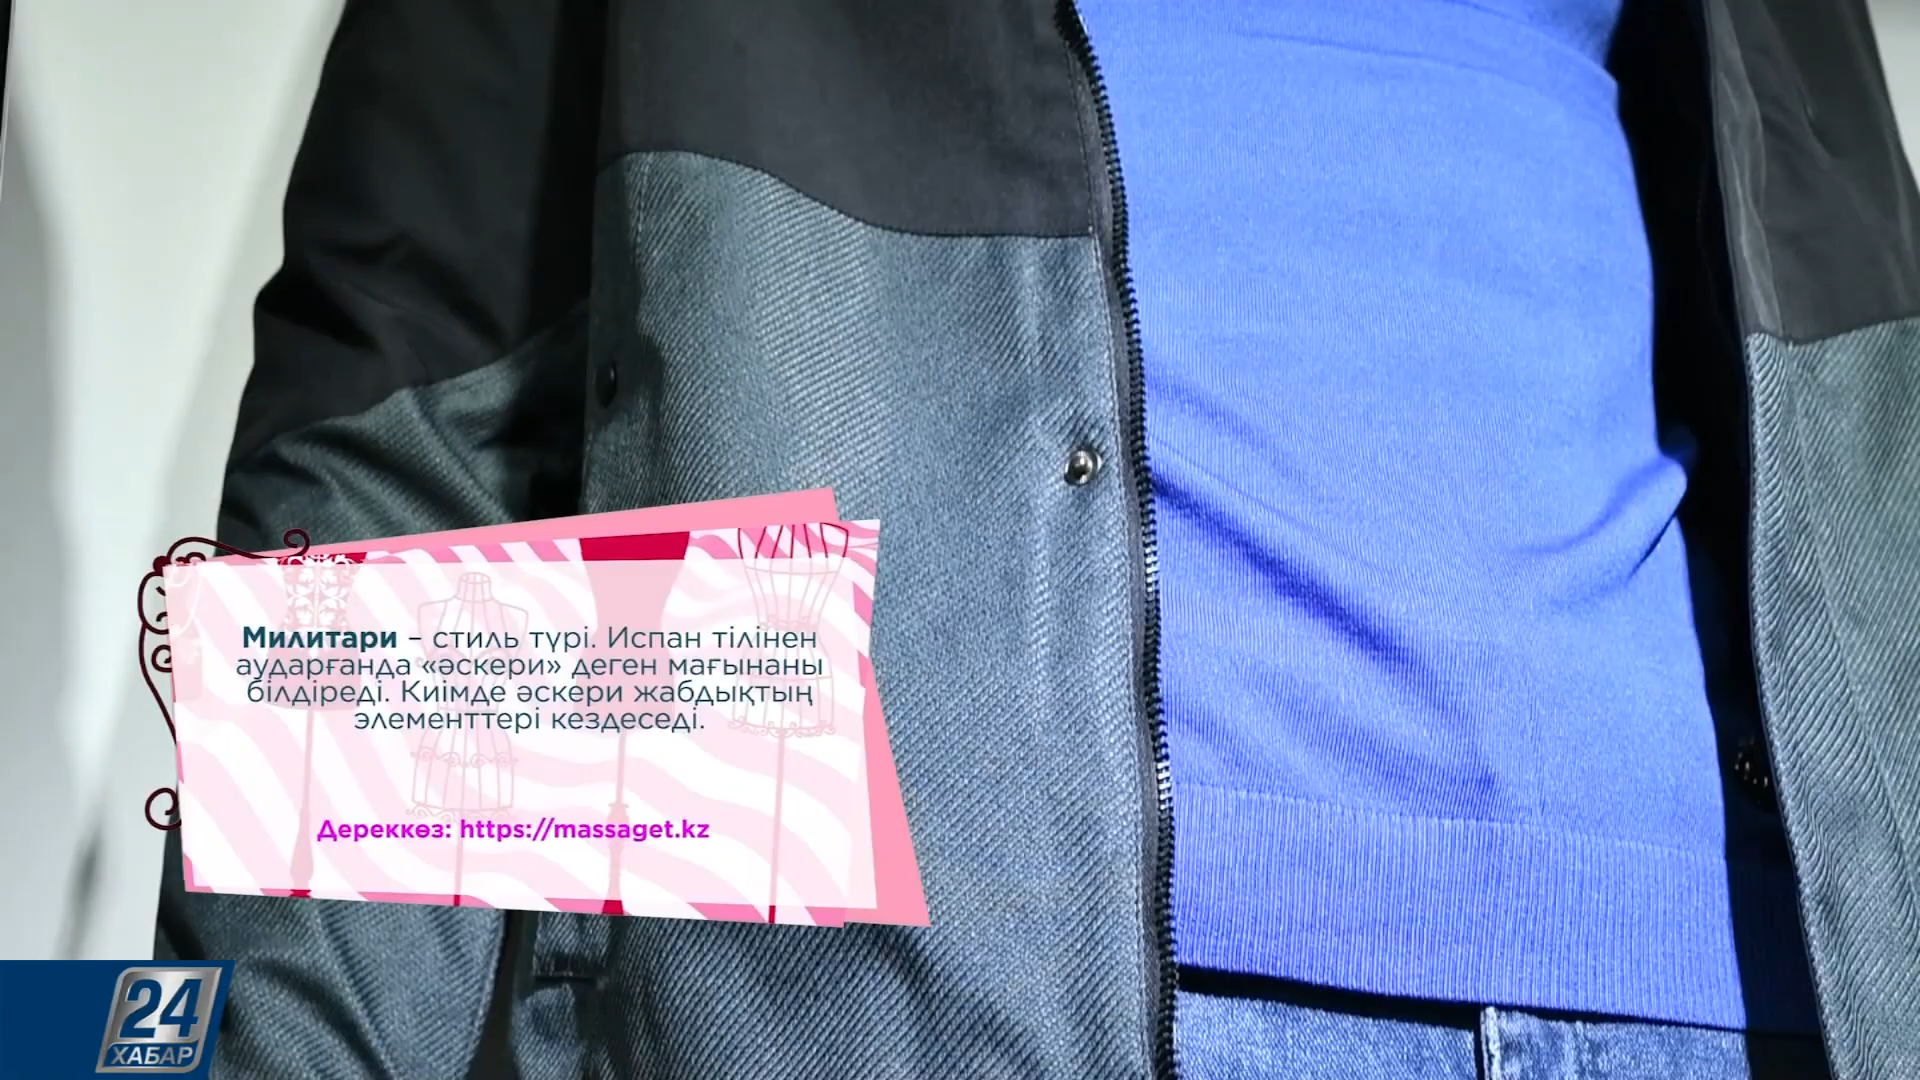 Милитари – стиль түрі. Испан тілінен
аударғанда «әскери» деген мағынаны
білдіреді. Киімде әскери жабдықтың
элементтері кездеседі.
Дереккөз: https://massaget.kz
24
ХАБАР